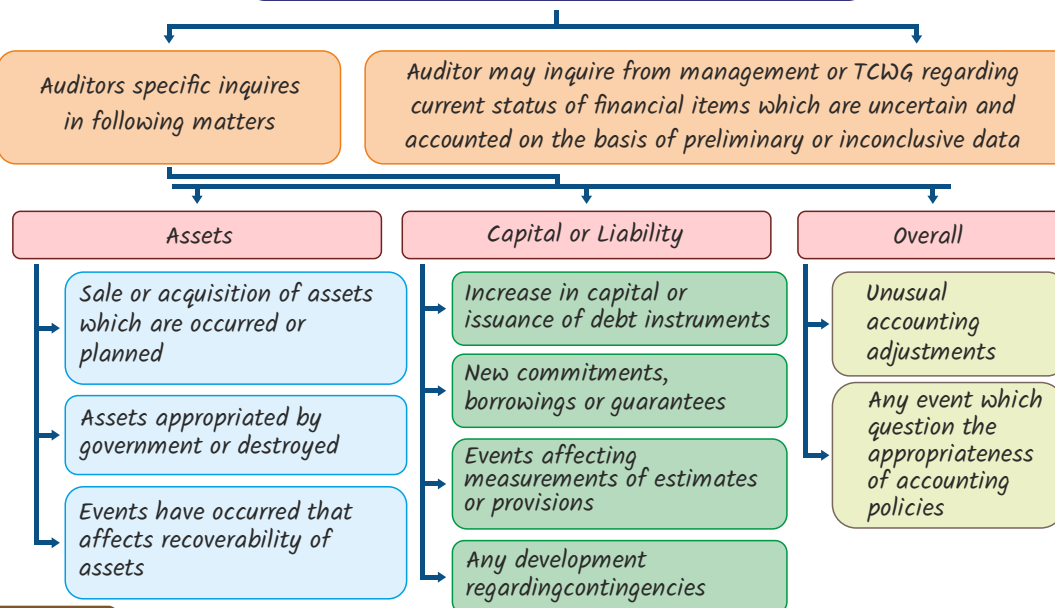 Auditors specific inquires
in following matters
Auditor may inquire from management or TCWG regarding
current status of financial items which are uncertain and
accounted on the basis of preliminary or inconclusive data
Assets
Sale or acquisition of assets
which are occurred or
planned
Assets appropriated by
government or destroyed
Events have occurred that
affects recoverability of
assets
Capital or Liability
Increase in capital or
issuance of debt instruments
New commitments,
borrowings or guarantees
Events affecting
measurements of estimates
or provisions
Any development
regardingcontingencies
Overall
Unusual
accounting
adjustments
Any event which
question the
appropriateness
of accounting
policies